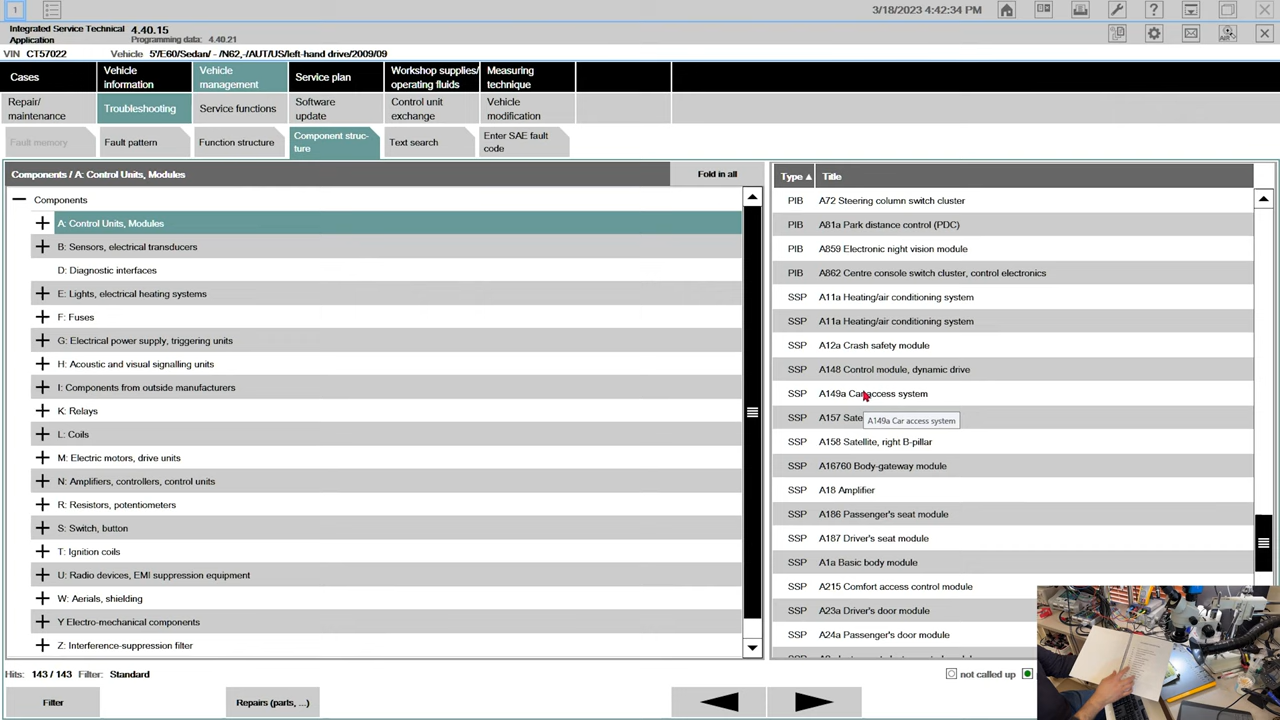 1
3/18/2023 4:42:34 PM
Integrated Service Technical
Application
4.40.15
Programming data: 4.40.21
VIN CT57022 Vehicle 5'/E60/Sedan/ - /N62,-/AUT/US/left-hand drive/2009/09
Cases
Vehicle
information
Vehicle
management
Service plan
Workshop supplies/
operating fluids
Measuring
technique
Repair/
maintenance
Troubleshooting
Service functions
Software
update
Control unit
exchange
Vehicle
modification
Fault memory
Fault pattern
Function structure
Component struc-
ture
Text search
Enter SAE fault
code
Components / A: Control Units, Modules
Fold in all
Components
A: Control Units, Modules
B: Sensors, electrical transducers
D: Diagnostic interfaces
E: Lights, electrical heating systems
F: Fuses
G: Electrical power supply, triggering units
H: Acoustic and visual signalling units
I: Components from outside manufacturers
K: Relays
L: Coils
M: Electric motors, drive units
N: Amplifiers, controllers, control units
R: Resistors, potentiometers
S: Switch, button
T: Ignition coils
U: Radio devices, EMI suppression equipment
W: Aerials, shielding
Y Electro-mechanical components
Z: Interference-suppression filter
Type Title
PIB A72 Steering column switch cluster
PIB A81a Park distance control (PDC)
PIB A859 Electronic night vision module
PIB A862 Centre console switch cluster, control electronics
SSP A11a Heating/air conditioning system
SSP A11a Heating/air conditioning system
SSP A12a Crash safety module
SSP A148 Control module, dynamic drive
SSP A149a Car access system
SSP A157
A149a Car access system
SSP A158 Satellite, right B-pillar
SSP A16760 Body-gateway module
SSP A18 Amplifier
SSP A186 Passenger's seat module
SSP A187 Driver's seat module
SSP A1a Basic body module
SSP A215 Comfort access control module
SSP A23a Driver's door module
SSP A24a Passenger's door module
Hits: 143 / 143 Filter: Standard
not called up
Filter
Repairs (parts, ...)